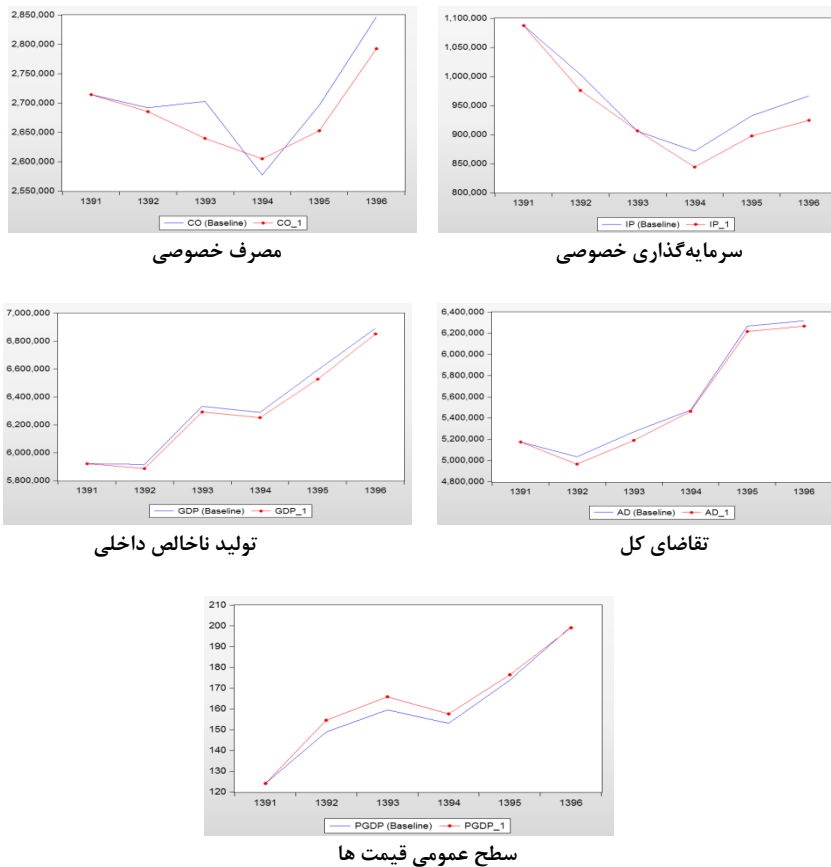 2,850,000
2,800,000
2,750,000
2,700,000
2,650,000
2,600,000
2,550,000
1391 1392 1393 1394 1395 1396
CO (Baseline) CO_1
مصرف خصوصی
1,100,000
1,050,000
1,000,000
950,000
900,000
850,000
800,000
1391 1392 1393 1394 1395 1396
IP (Baseline) IP_1
سرمایه‌گذاری خصوصی
7,000,000
6,800,000
6,600,000
6,400,000
6,200,000
6,000,000
5,800,000
1391 1392 1393 1394 1395 1396
GDP (Baseline) GDP_1
تولید ناخالص داخلی
6,400,000
6,200,000
6,000,000
5,800,000
5,600,000
5,400,000
5,200,000
5,000,000
4,800,000
1391 1392 1393 1394 1395 1396
AD (Baseline) AD_1
تقاضای کل
210
200
190
180
170
160
150
140
130
120
1391 1392 1393 1394 1395 1396
PGDP (Baseline) PGDP_1
سطح عمومی قیمت ها